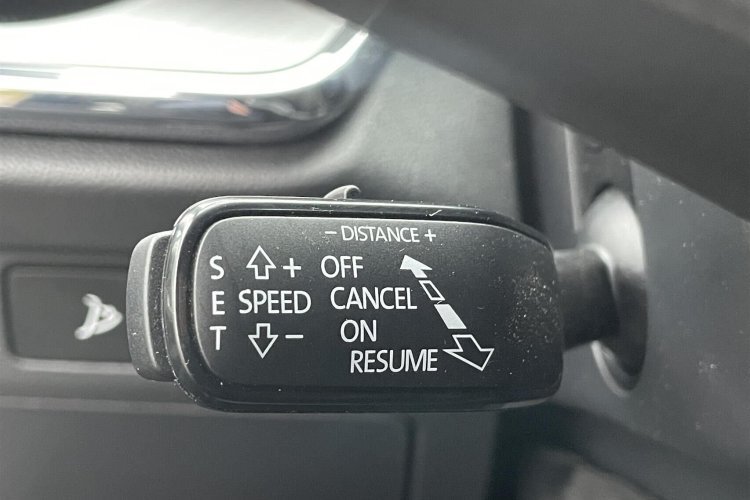 – DISTANCE +
S + OFF
E SPEED CANCEL
T – ON
RESUME